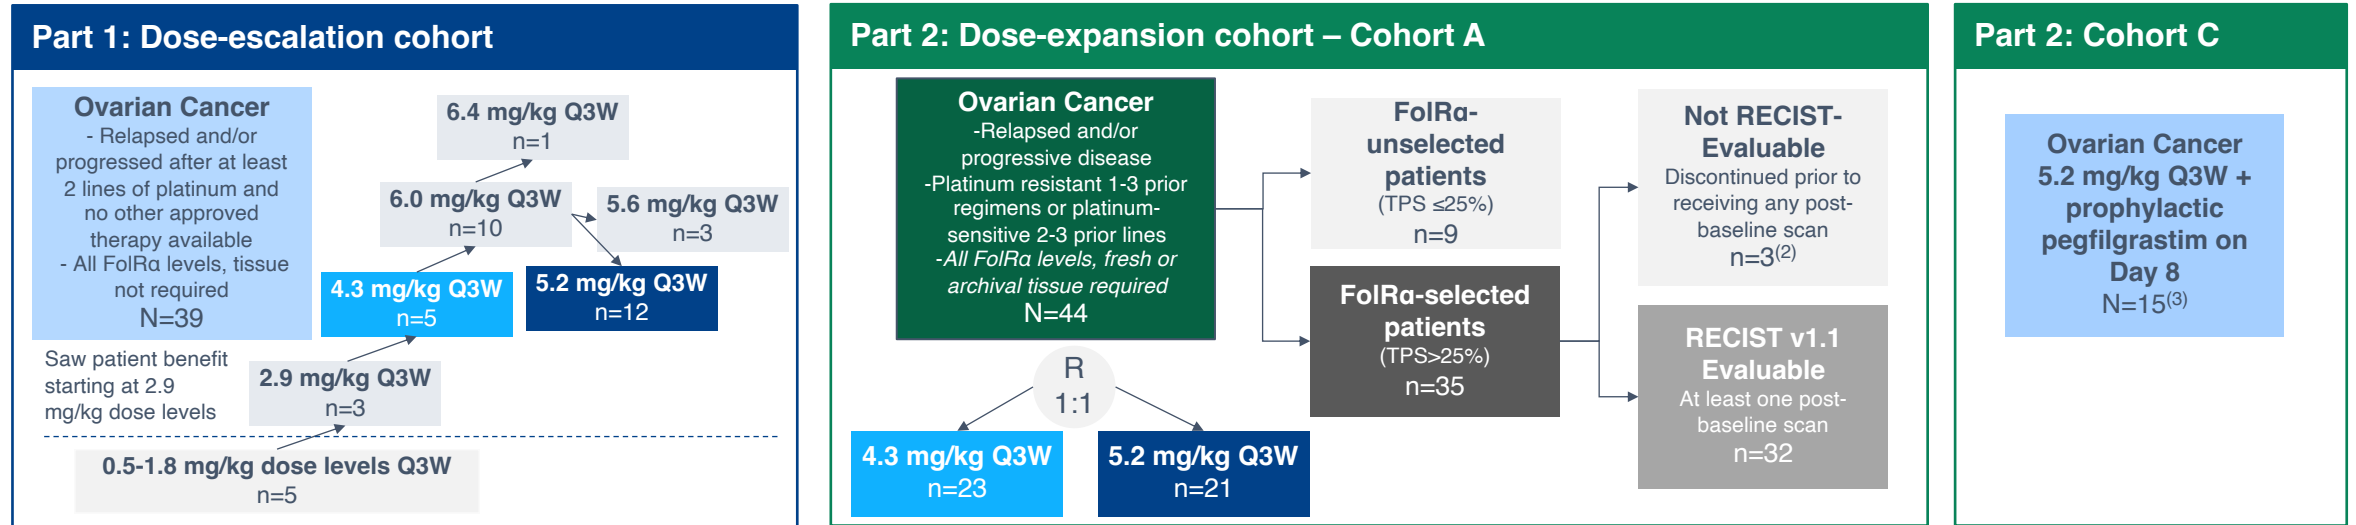 Part 1: Dose-escalation cohort
Ovarian Cancer
- Relapsed and/or
progressed after at least
2 lines of platinum and
no other approved
therapy available
- All FolRɑ levels, tissue
not required
N=39
6.4 mg/kg Q3W
n=1
6.0 mg/kg Q3W
n=10
5.6 mg/kg Q3W
n=3
4.3 mg/kg Q3W
n=5
5.2 mg/kg Q3W
n=12
Saw patient benefit
starting at 2.9
mg/kg dose levels
2.9 mg/kg Q3W
n=3
0.5-1.8 mg/kg dose levels Q3W
n=5
Part 2: Dose-expansion cohort – Cohort A
Ovarian Cancer
-Relapsed and/or
progressive disease
-Platinum resistant 1-3 prior
regimens or platinum-
sensitive 2-3 prior lines
-All FolRɑ levels, fresh or
archival tissue required
N=44
R
1:1
4.3 mg/kg Q3W
n=23
5.2 mg/kg Q3W
n=21
FolRɑ-
unselected
patients
(TPS ≤25%)
n=9
FolRɑ-selected
patients
(TPS>25%)
n=35
Not RECIST-
Evaluable
Discontinued prior to
receiving any post-
baseline scan
n=3(2)
RECIST v1.1
Evaluable
At least one post-
baseline scan
n=32
Part 2: Cohort C
Ovarian Cancer
5.2 mg/kg Q3W +
prophylactic
pegfilgrastim on
Day 8
N=15(3)